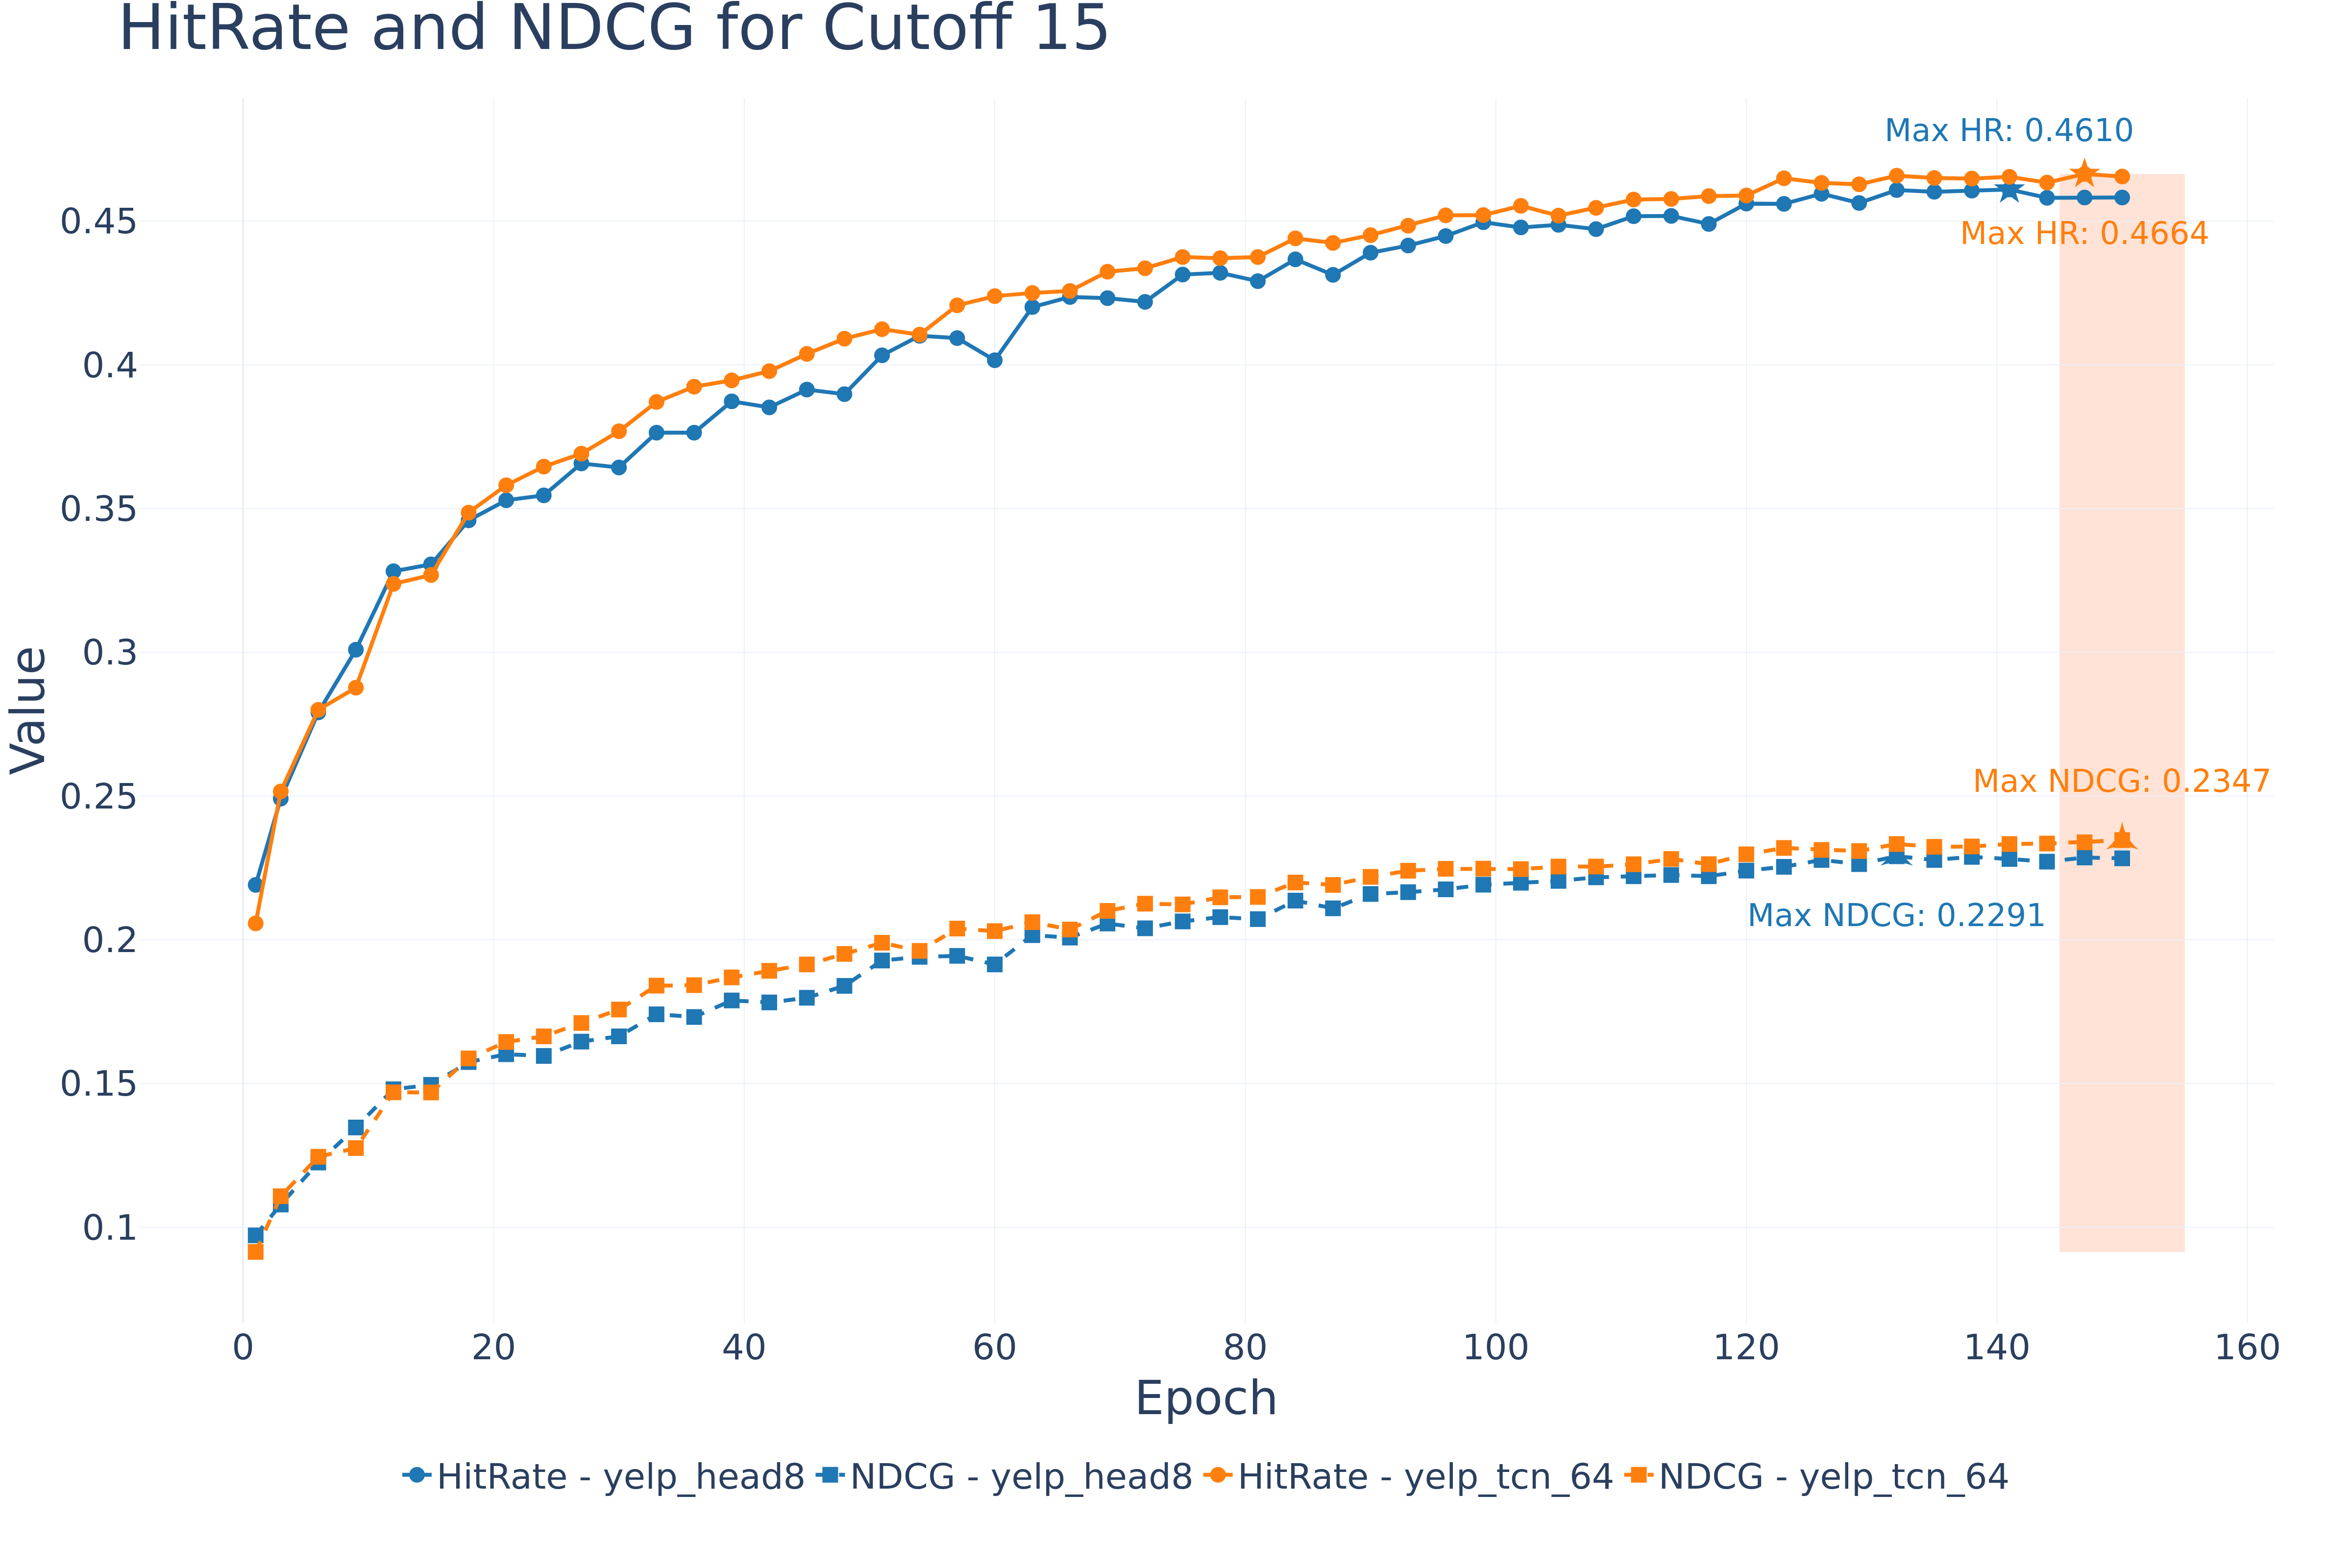 HitRate and NDCG for Cutoff 15
Max HR: 0.4610
Max HR: 0.4664
Max NDCG: 0.2347
Max NDCG: 0.2291
Value
0.45
0.4
0.35
0.3
0.25
0.2
0.15
0.1
0 20 40 60 80 100 120 140 160
Epoch
HitRate - yelp_head8 NDCG - yelp_head8 HitRate - yelp_tcn_64 NDCG - yelp_tcn_64